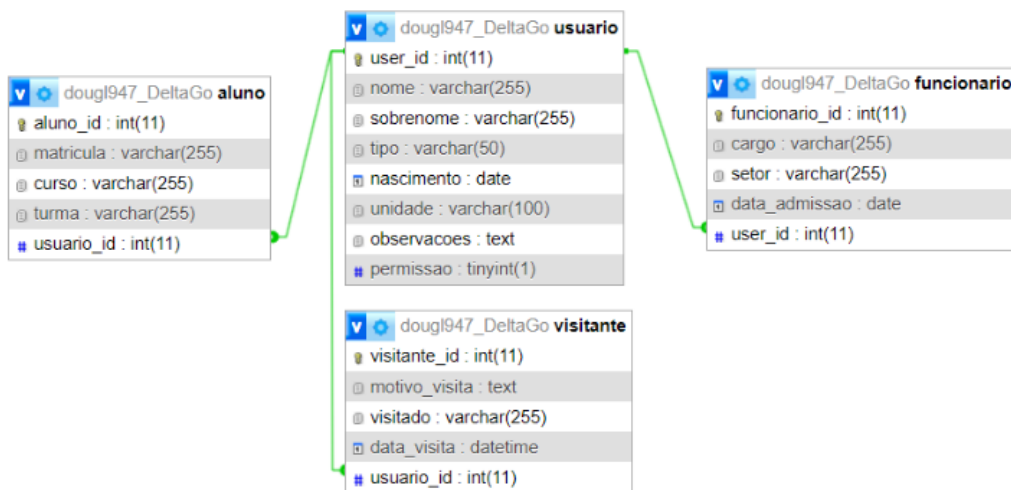 dougl947_DeltaGo aluno
aluno_id : int(11)
matricula : varchar(255)
curso : varchar(255)
turma : varchar(255)
usuario_id : int(11)
dougl947_DeltaGo usuario
user_id : int(11)
nome : varchar(255)
sobrenome : varchar(255)
tipo : varchar(50)
nascimento : date
unidade : varchar(100)
observacoes : text
permissao : tinyint(1)
dougl947_DeltaGo visitante
visitante_id : int(11)
motivo_visita : text
visitado : varchar(255)
data_visita : datetime
usuario_id : int(11)
dougl947_DeltaGo funcionario
funcionario_id : int(11)
cargo : varchar(255)
setor : varchar(255)
data_admissao : date
user_id : int(11)